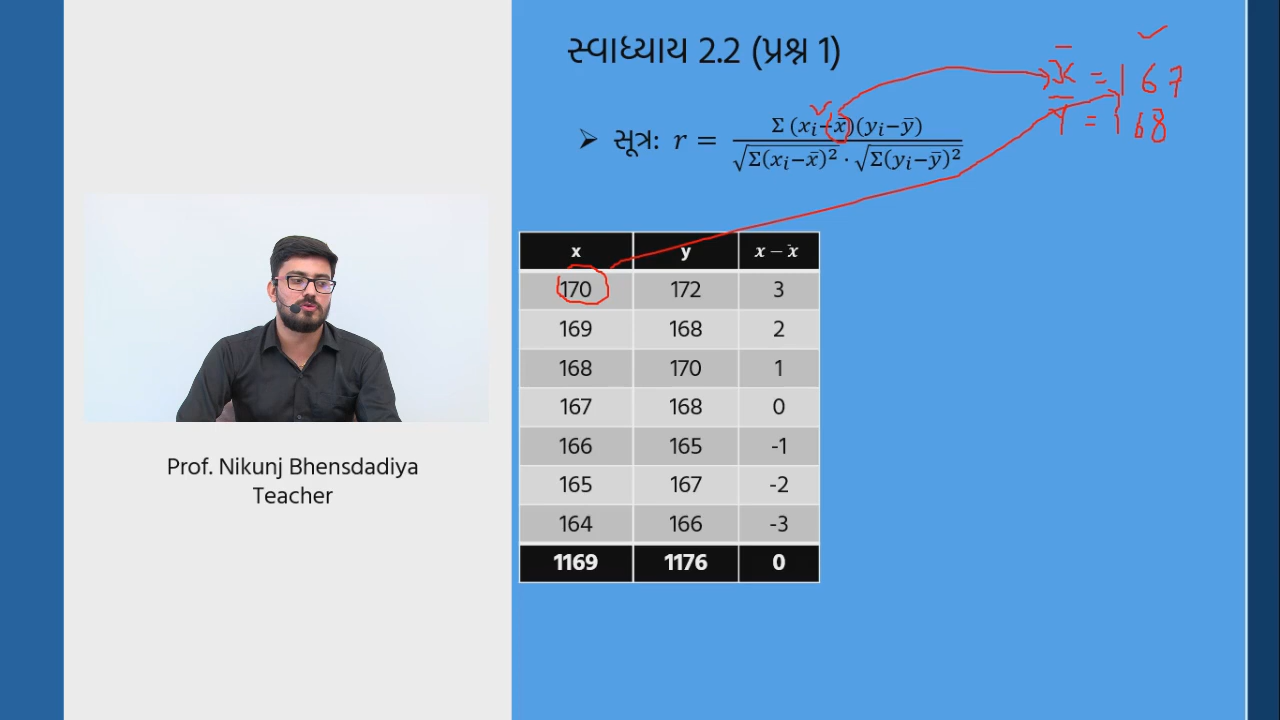 સ્વાધ્યાય 2.2 (પ્રશ્ન 1)
x̄ = 167
ȳ = 168
➤ સૂત્ર: r = Σ (xᵢ−x̄)(yᵢ−ȳ) / √Σ(xᵢ−x̄)² · √Σ(yᵢ−ȳ)²
x y x − x̄
170 172 3
169 168 2
168 170 1
167 168 0
166 165 -1
165 167 -2
164 166 -3
1169 1176 0
Prof. Nikunj Bhensdadiya
Teacher